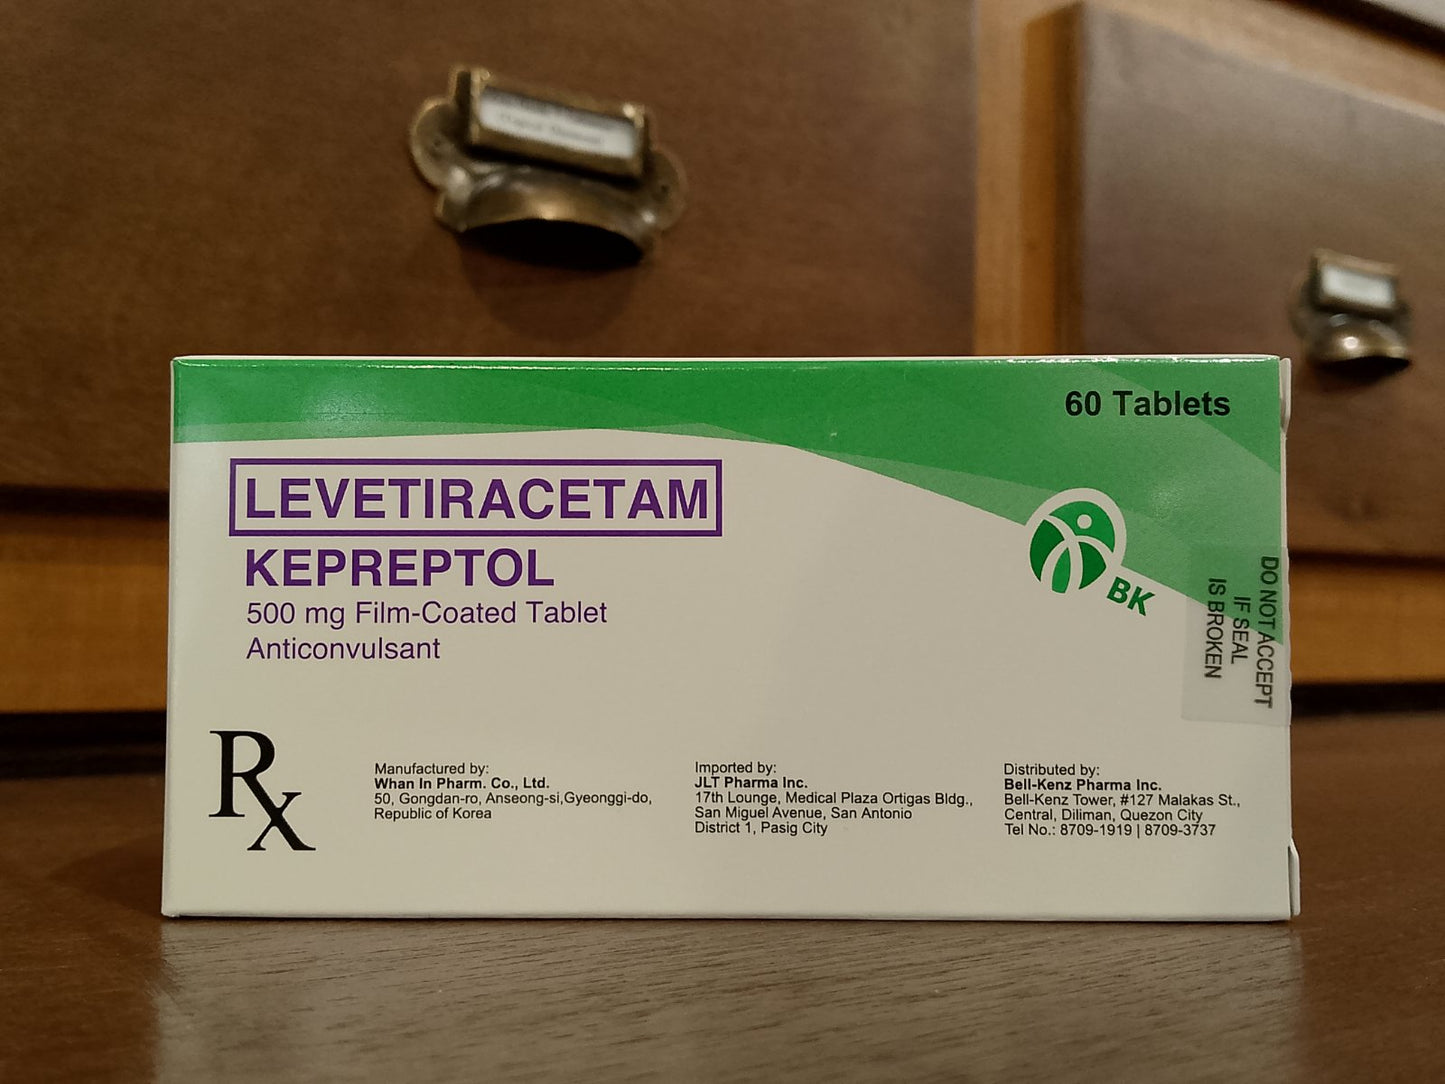 60 Tablets
LEVETIRACETAM
KEPREPTOL
500 mg Film-Coated Tablet
Anticonvulsant
BK
DO NOT ACCEPT
IF SEAL
IS BROKEN
Rx
Manufactured by:
Whan In Pharm. Co., Ltd.
50, Gongdan-ro, Anseong-si,Gyeonggi-do,
Republic of Korea
Imported by:
JLT Pharma Inc.
17th Lounge, Medical Plaza Ortigas Bldg.,
San Miguel Avenue, San Antonio
District 1, Pasig City
Distributed by:
Bell-Kenz Pharma Inc.
Bell-Kenz Tower, #127 Malakas St.,
Central, Diliman, Quezon City
Tel No.: 8709-1919 | 8709-3737